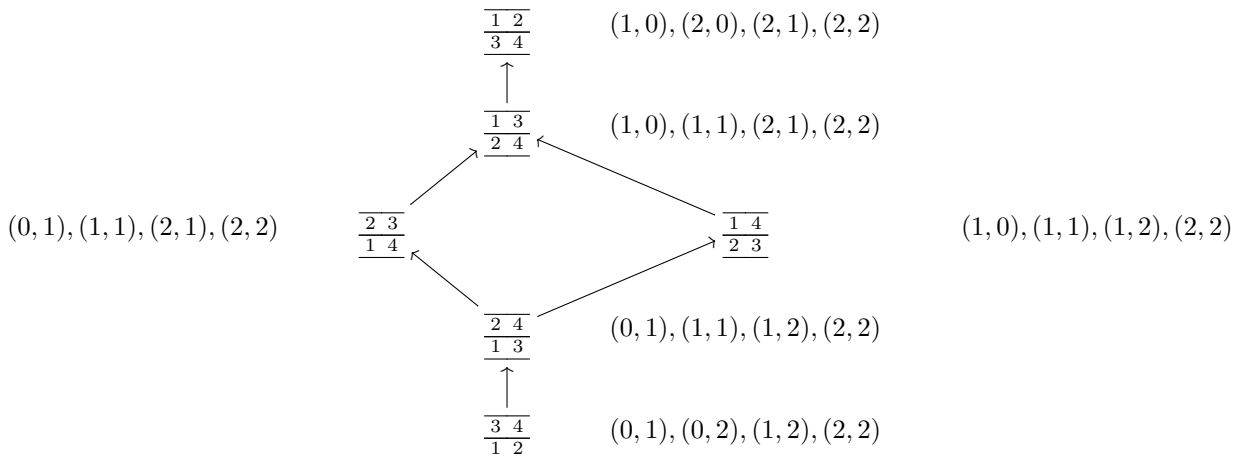 1 2
3 4
(1, 0), (2, 0), (2, 1), (2, 2)
1 3
2 4
(1, 0), (1, 1), (2, 1), (2, 2)
(0, 1), (1, 1), (2, 1), (2, 2)
2 3
1 4
1 4
2 3
(1, 0), (1, 1), (1, 2), (2, 2)
2 4
1 3
(0, 1), (1, 1), (1, 2), (2, 2)
3 4
1 2
(0, 1), (0, 2), (1, 2), (2, 2)